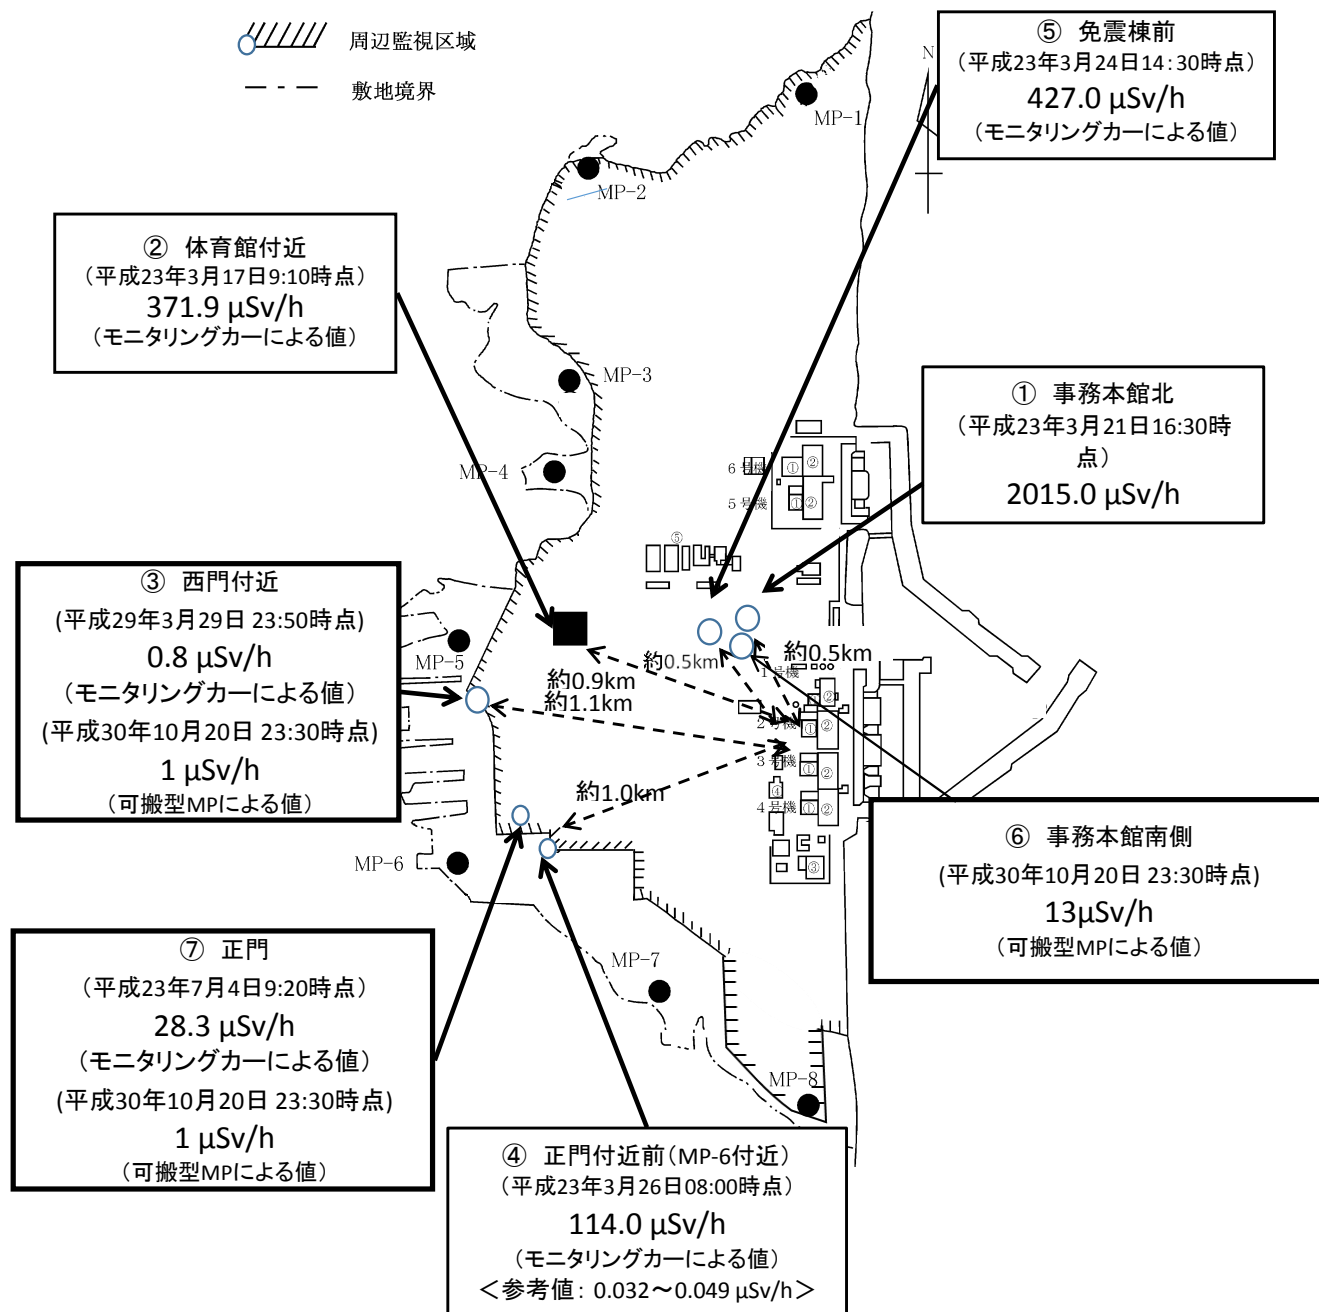 周辺監視区域
敷地境界
⑤ 免震棟前
(平成23年3月24日14:30時点)
427.0 μSv/h
(モニタリングカーによる値)
N
MP-1
MP-2
② 体育館付近
(平成23年3月17日9:10時点)
371.9 μSv/h
(モニタリングカーによる値)
MP-3
MP-4
① 事務本館北
(平成23年3月21日16:30時
点)
2015.0 μSv/h
6号機
①
②
5号機
①
②
⑤
③ 西門付近
(平成29年3月29日 23:50時点)
0.8 μSv/h
(モニタリングカーによる値)
(平成30年10月20日 23:30時点)
1 μSv/h
(可搬型MPによる値)
MP-5
約0.5km
約0.5km
約0.9km
約1.1km
1号機
②
2号機
①
②
3号機
①
②
④
4号機
①
②
③
約1.0km
MP-6
⑥ 事務本館南側
(平成30年10月20日 23:30時点)
13μSv/h
(可搬型MPによる値)
⑦ 正門
(平成23年7月4日9:20時点)
28.3 μSv/h
(モニタリングカーによる値)
(平成30年10月20日 23:30時点)
1 μSv/h
(可搬型MPによる値)
MP-7
MP-8
④ 正門付近前(MP-6付近)
(平成23年3月26日08:00時点)
114.0 μSv/h
(モニタリングカーによる値)
<参考値: 0.032~0.049 μSv/h>